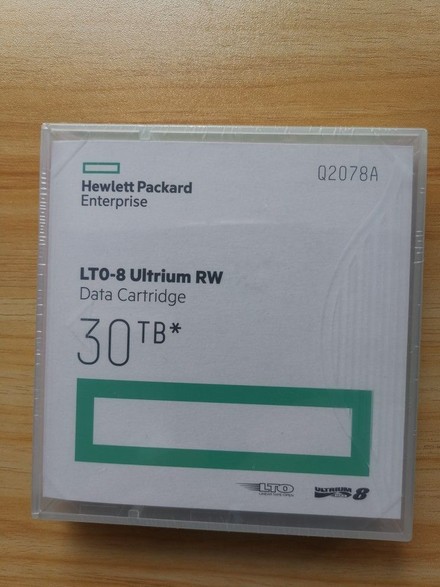 Hewlett Packard
Enterprise
Q2078A
LTO-8 Ultrium RW
Data Cartridge
30TB*
LTO
ULTRIUM 8